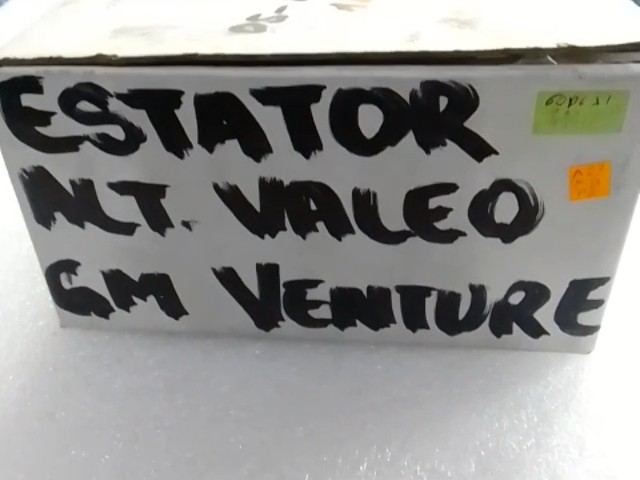 ESTATOR
ALT. VALEO
GM VENTURE